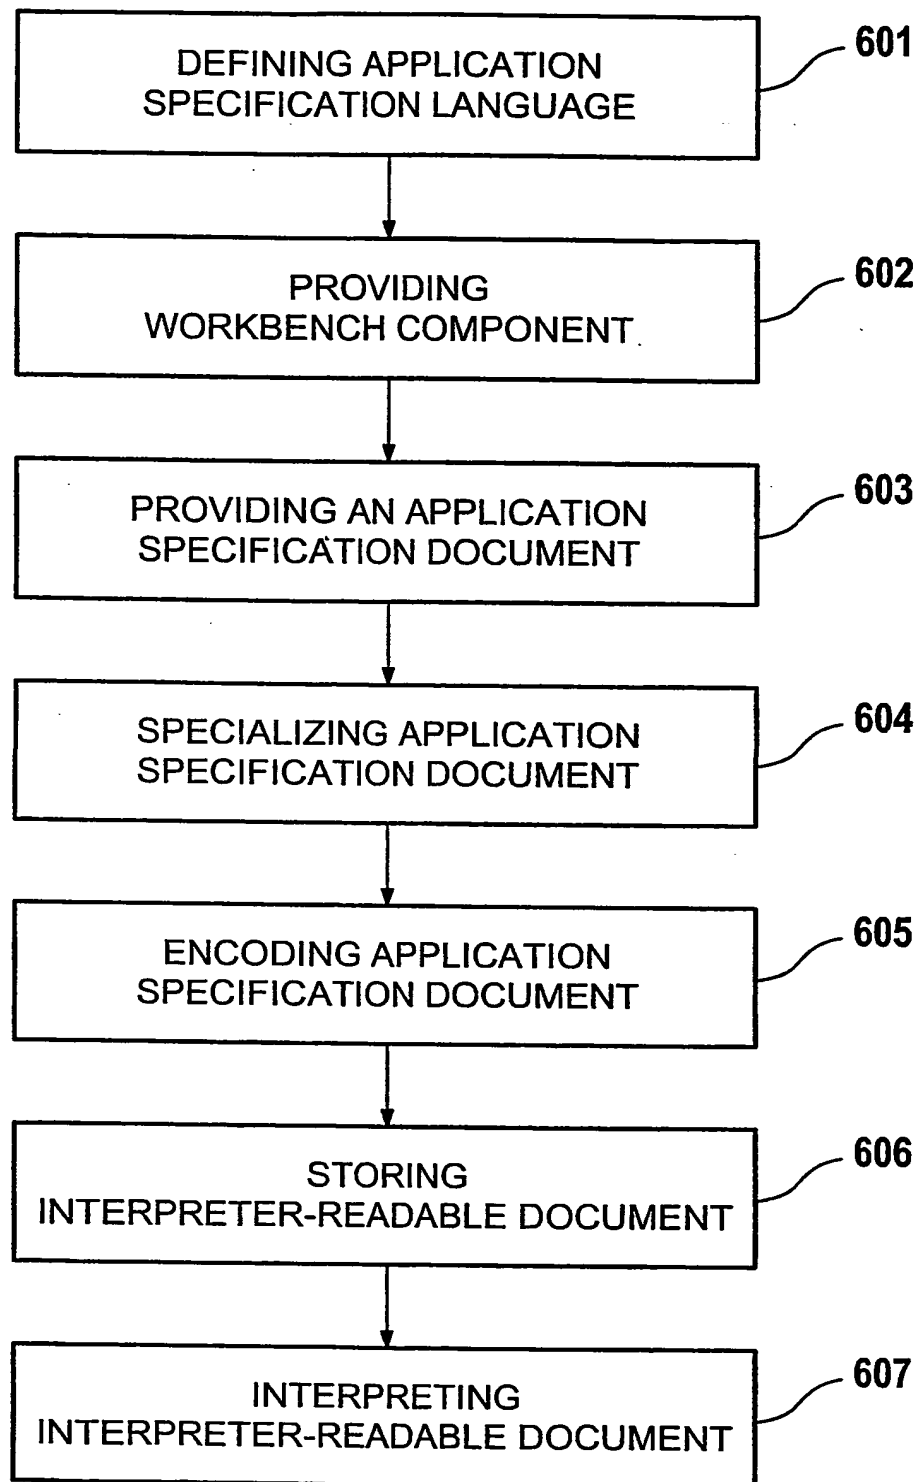 DEFINING APPLICATION
SPECIFICATION LANGUAGE
601
PROVIDING
WORKBENCH COMPONENT
602
PROVIDING AN APPLICATION
SPECIFICATION DOCUMENT
603
SPECIALIZING APPLICATION
SPECIFICATION DOCUMENT
604
ENCODING APPLICATION
SPECIFICATION DOCUMENT
605
STORING
INTERPRETER-READABLE DOCUMENT
606
INTERPRETING
INTERPRETER-READABLE DOCUMENT
607